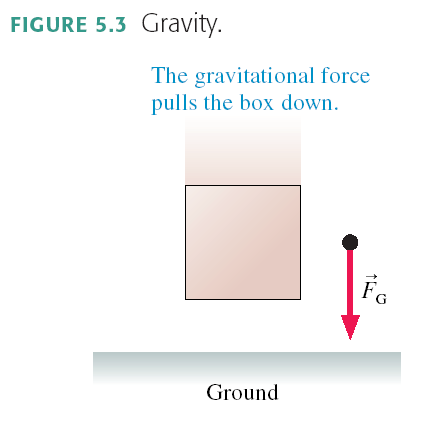 FIGURE 5.3 Gravity.
The gravitational force
pulls the box down.
F⃗G
Ground